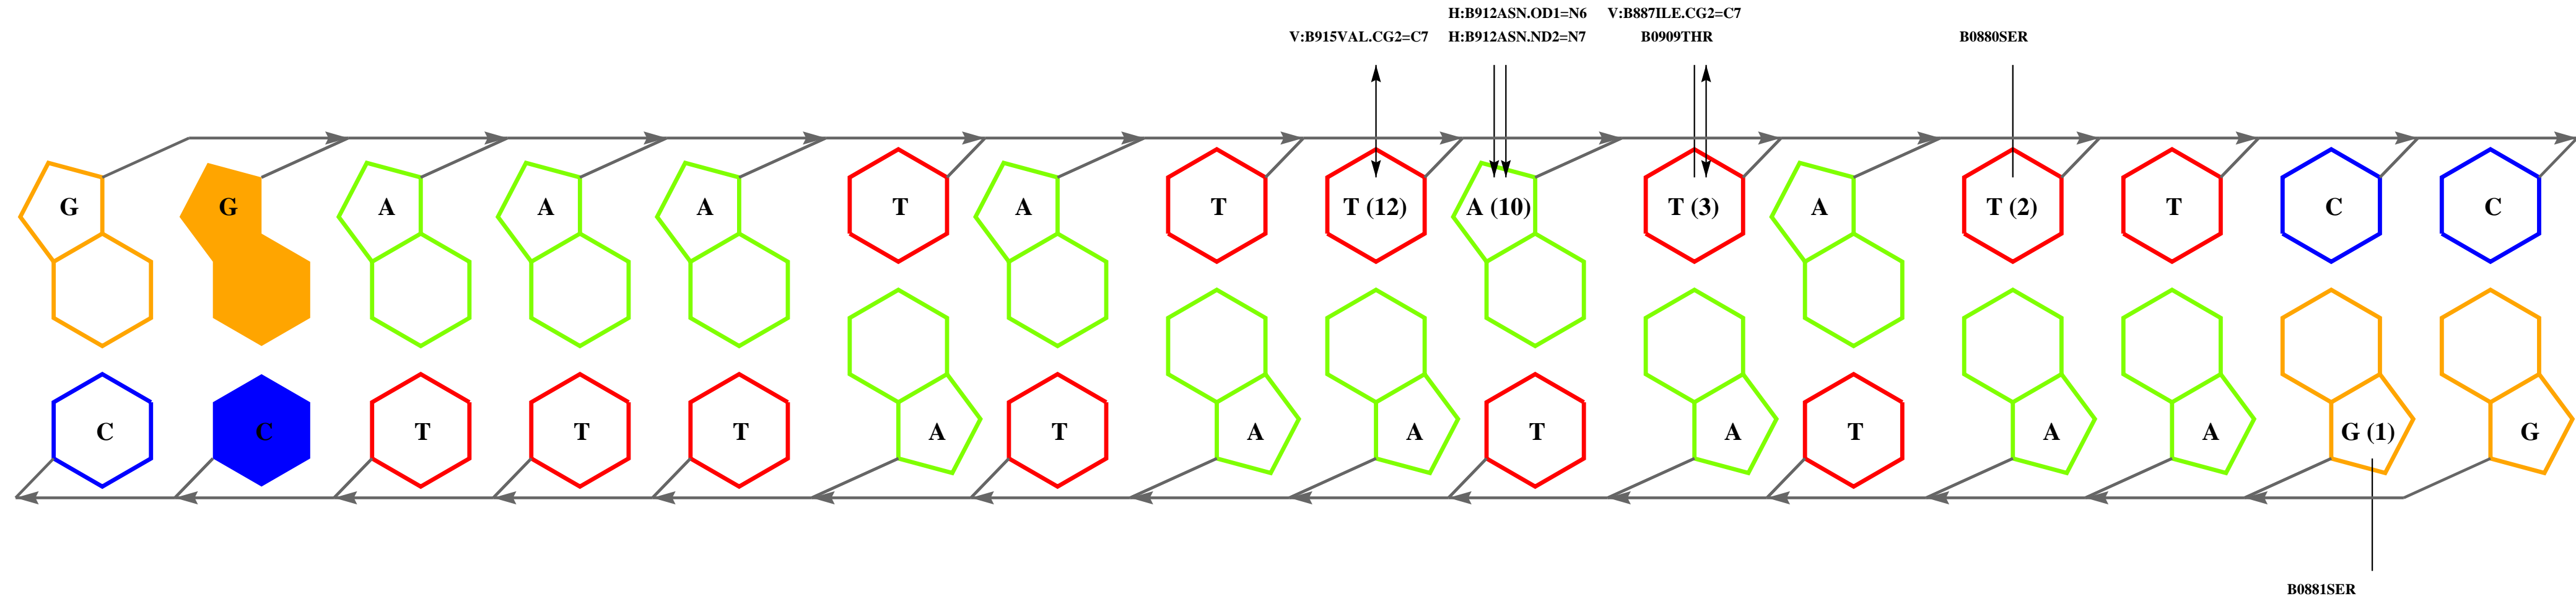 H:B912ASN.OD1=N6 V:B887ILE.CG2=C7
V:B915VAL.CG2=C7 H:B912ASN.ND2=N7 B0909THR B0880SER
G G A A A T A T T (12) A (10) T (3) A T (2) T C C
C C T T T A T A A T A T A A G (1) G
B0881SER